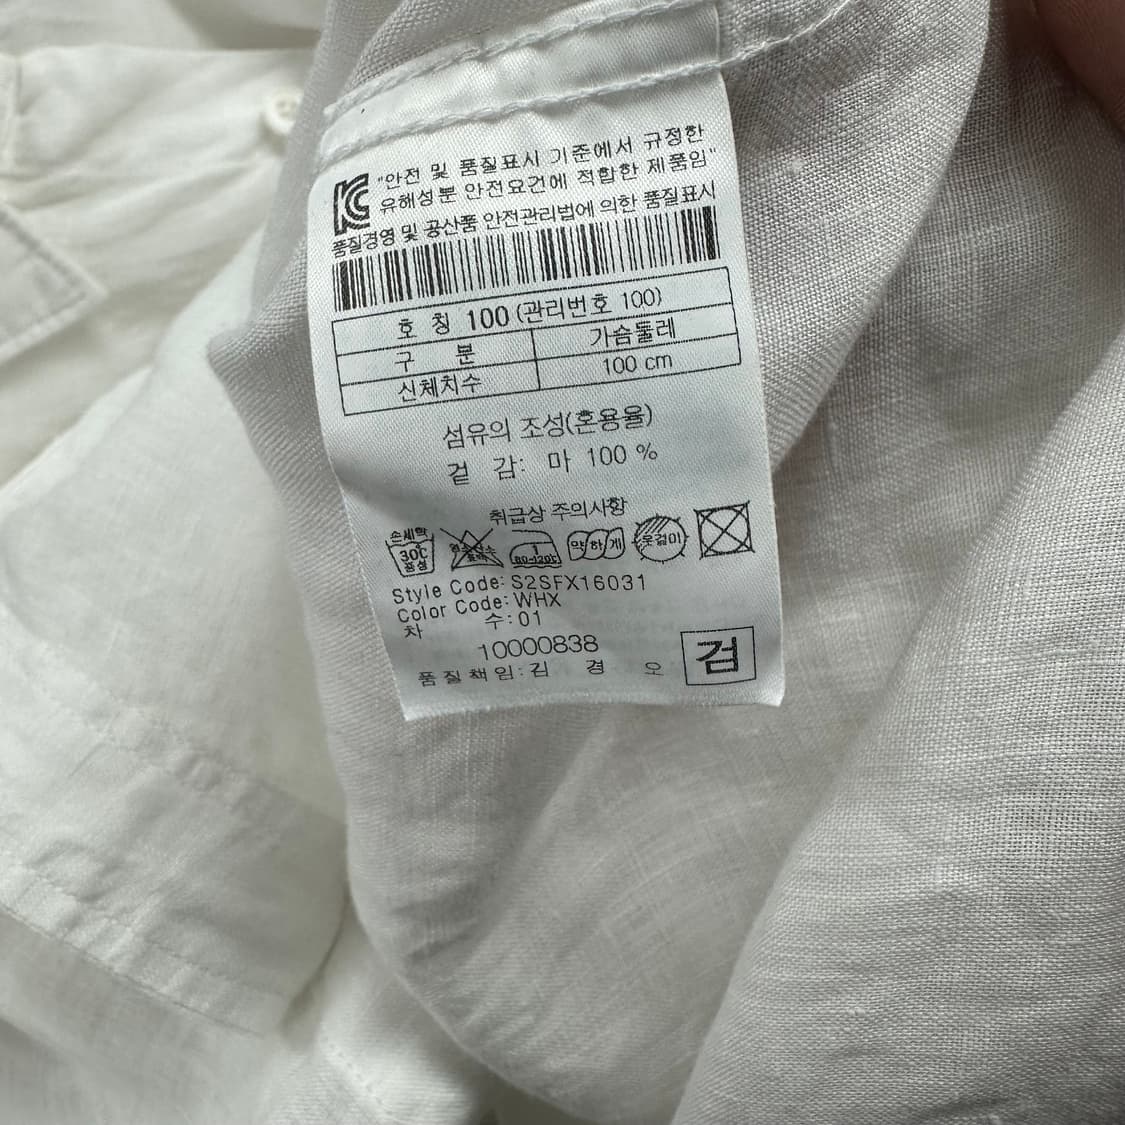 "안전 및 품질표시 기준에서 규정한
유해성분 안전요건에 적합한 제품임"
품질경영 및 공산품 안전관리법에 의한 품질표시
호 칭 100 (관리번호 100)
구 분 가슴둘레
신체치수 100 cm
섬유의 조성(혼용율)
겉 감: 마 100 %
취급상 주의사항
손세탁
30℃
중성
1
80-120℃
약하게
옷걸이
Style Code: S2SFX16031
Color Code: WHX
차 수: 01
10000838
품질책임: 김 경 오
검